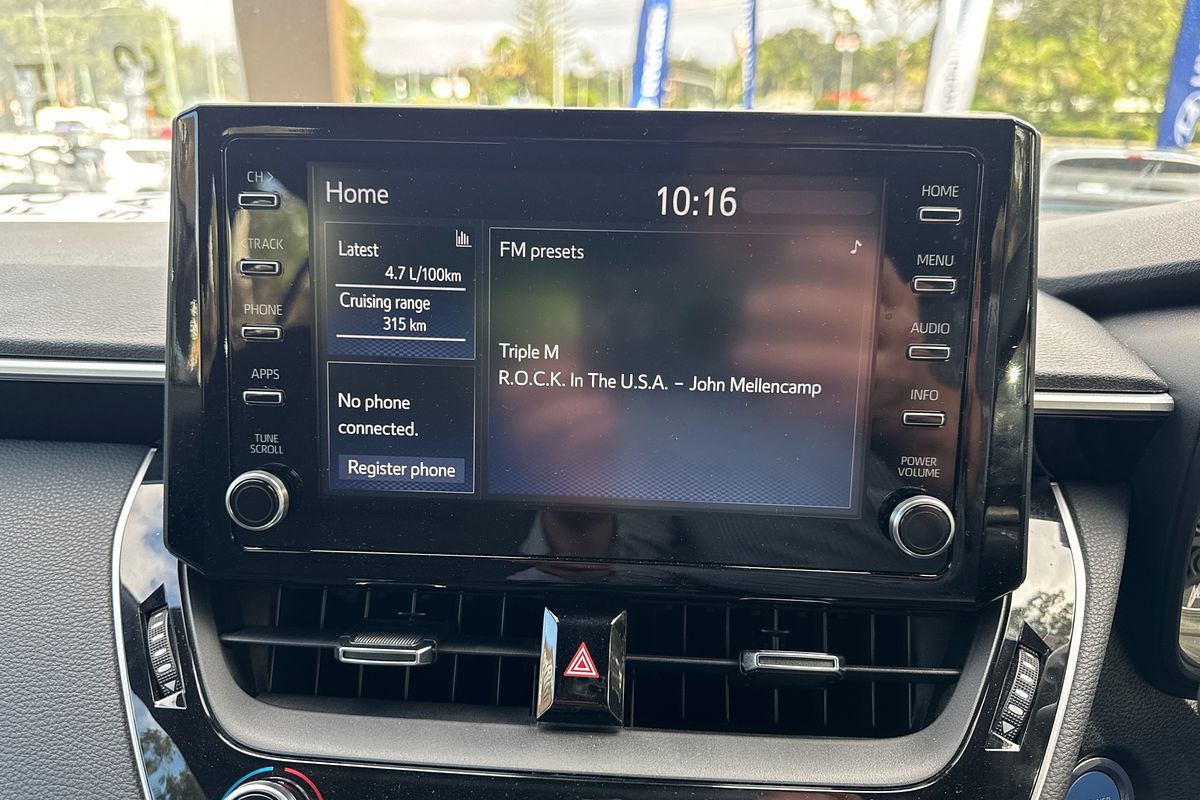 CH >
< TRACK
PHONE
APPS
TUNE
SCROLL
Home
10:16
Latest
4.7 L/100km
Cruising range
315 km
No phone
connected.
Register phone
FM presets
Triple M
R.O.C.K. In The U.S.A. – John Mellencamp
HOME
MENU
AUDIO
INFO
POWER
VOLUME